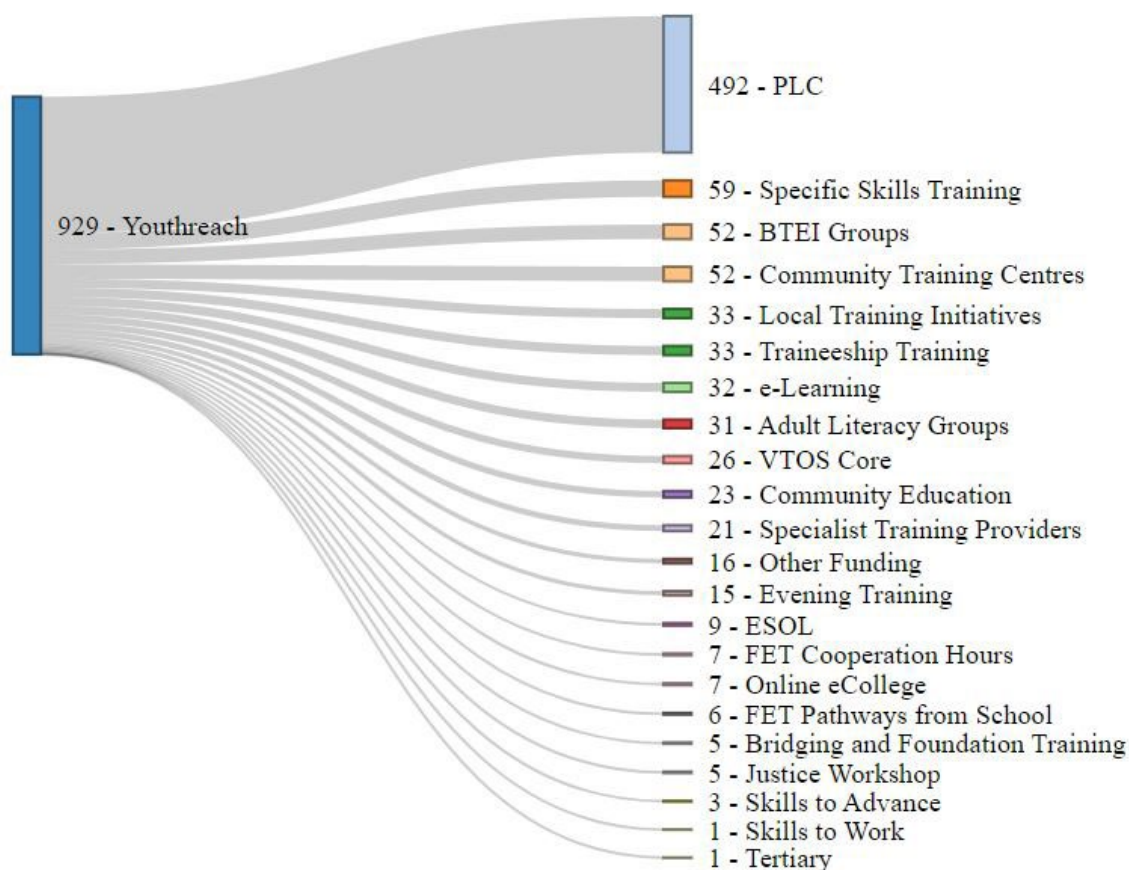 929 - Youthreach
492 - PLC
59 - Specific Skills Training
52 - BTEI Groups
52 - Community Training Centres
33 - Local Training Initiatives
33 - Traineeship Training
32 - e-Learning
31 - Adult Literacy Groups
26 - VTOS Core
23 - Community Education
21 - Specialist Training Providers
16 - Other Funding
15 - Evening Training
9 - ESOL
7 - FET Cooperation Hours
7 - Online eCollege
6 - FET Pathways from School
5 - Bridging and Foundation Training
5 - Justice Workshop
3 - Skills to Advance
1 - Skills to Work
1 - Tertiary